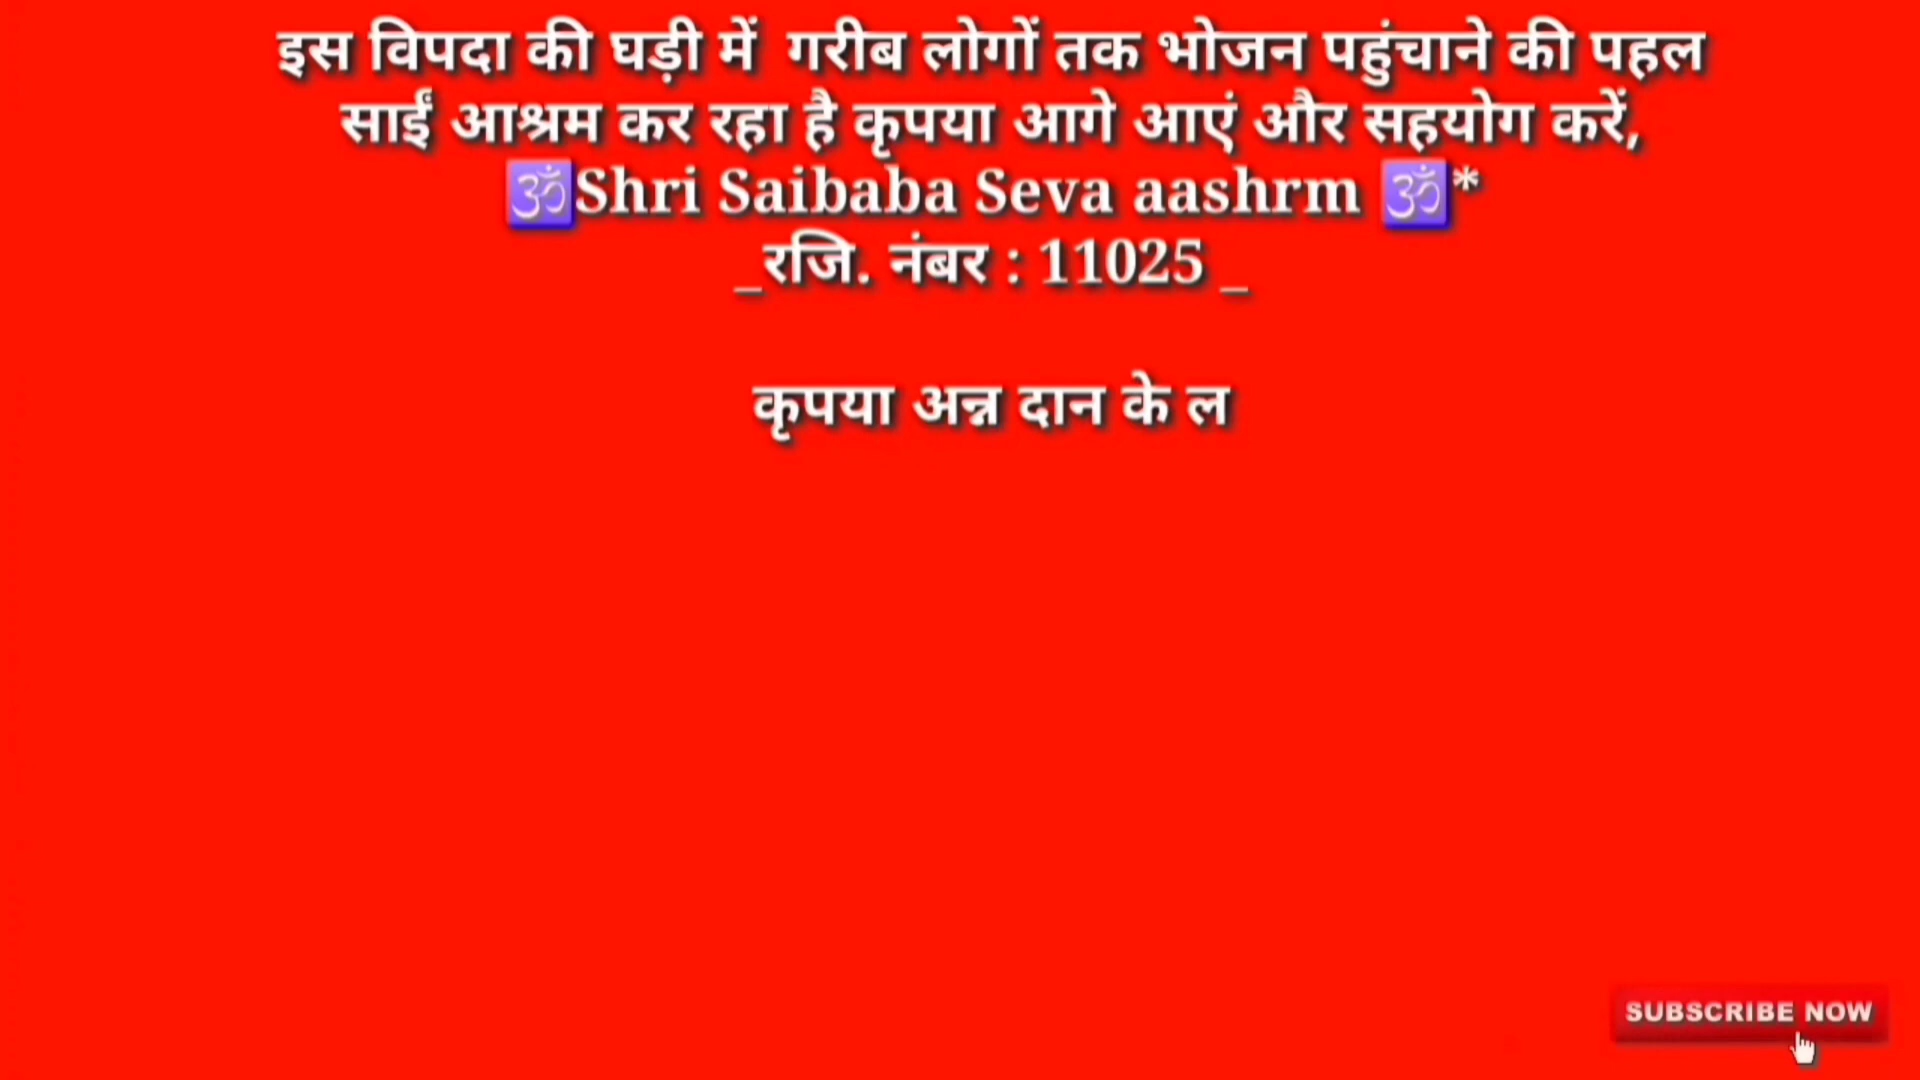 इस विपदा की घड़ी में गरीब लोगों तक भोजन पहुंचाने की पहल
साईं आश्रम कर रहा है कृपया आगे आएं और सहयोग करें,
🕉Shri Saibaba Seva aashrm 🕉*
_रजि. नंबर : 11025 _
कृपया अन्न दान के ल
SUBSCRIBE NOW